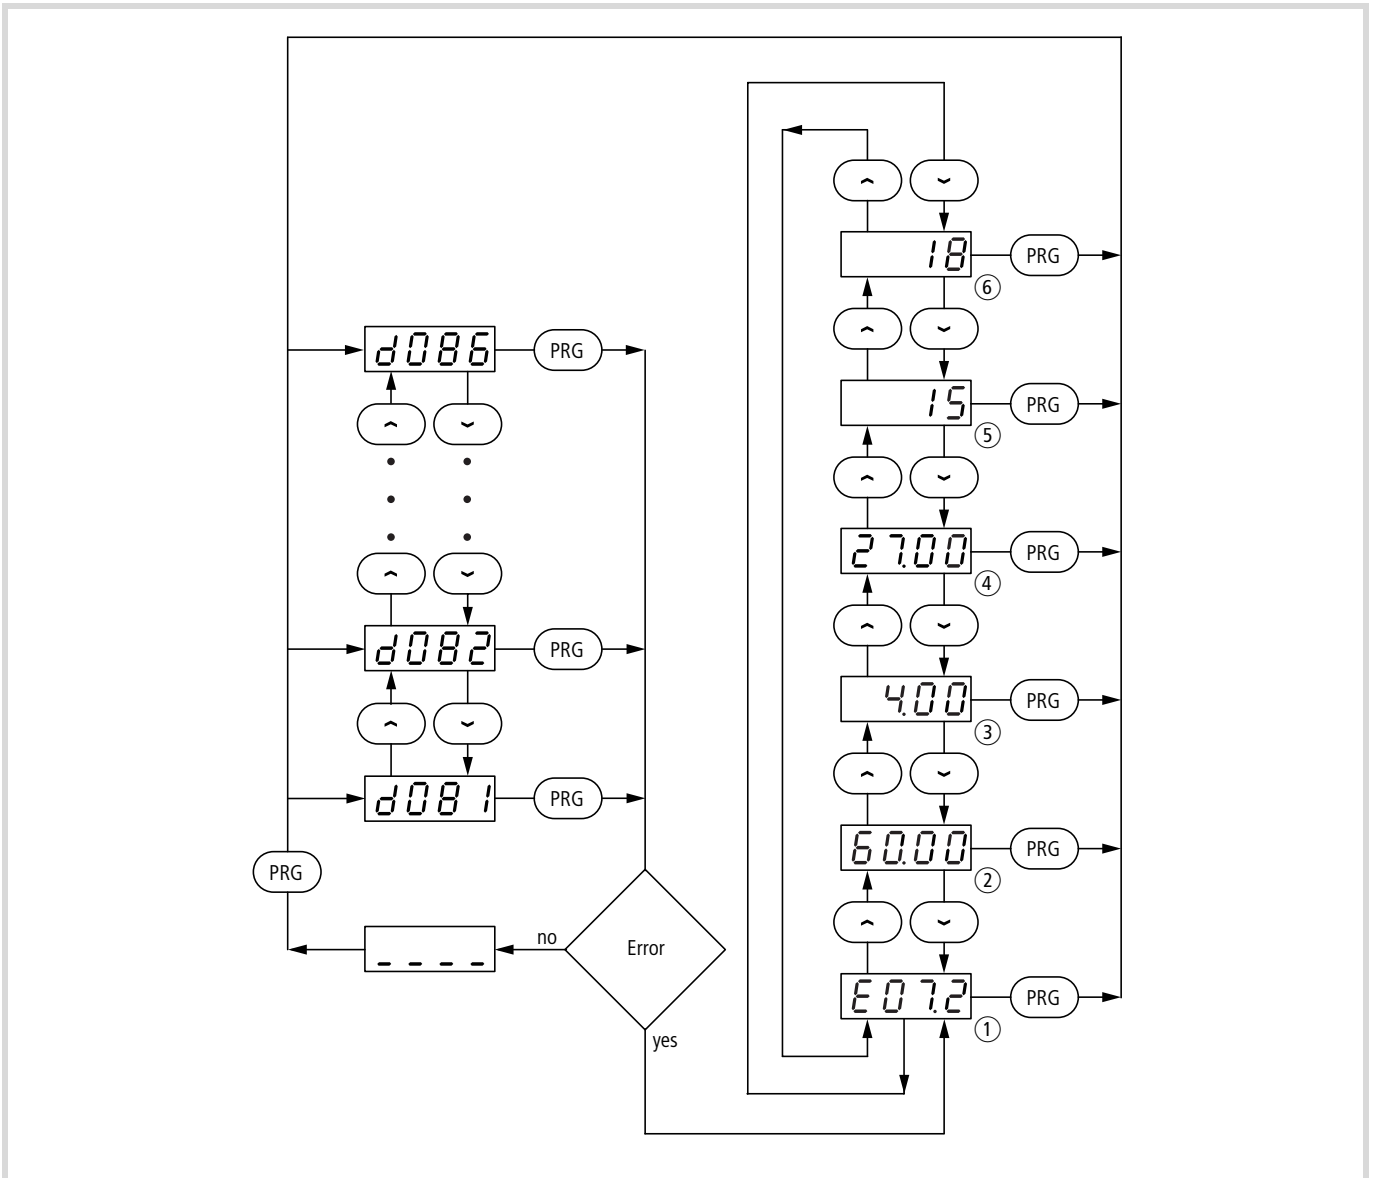 18
PRG
6
d086
PRG
15
PRG
5
27.00
PRG
4
d082
PRG
4.00
PRG
3
d081
PRG
60.00
PRG
2
PRG
_ _ _ _
no
Error
yes
E07.2
PRG
1